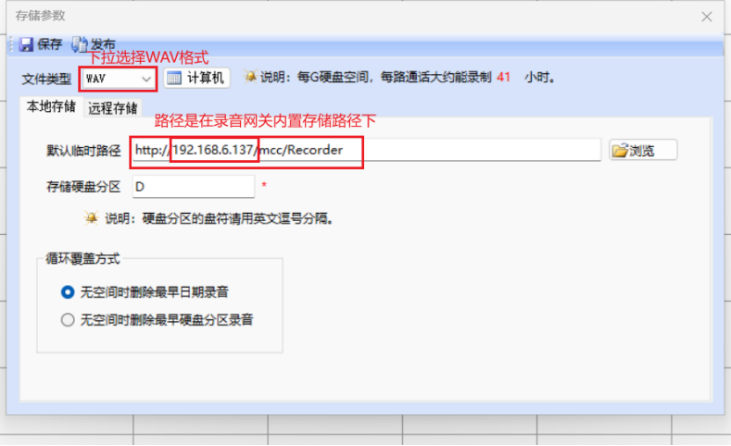 存储参数
保存 发布
下拉选择WAV格式
文件类型 WAV 计算机 说明：每G硬盘空间，每路通话大约能录制 41 小时。
本地存储 远程存储
路径是在录音网关内置存储路径下
默认临时路径 http://192.168.6.137/mcc/Recorder 浏览
存储硬盘分区 D *
说明：硬盘分区的盘符请用英文逗号分隔。
循环覆盖方式
无空间时删除最早日期录音
无空间时删除最早硬盘分区录音